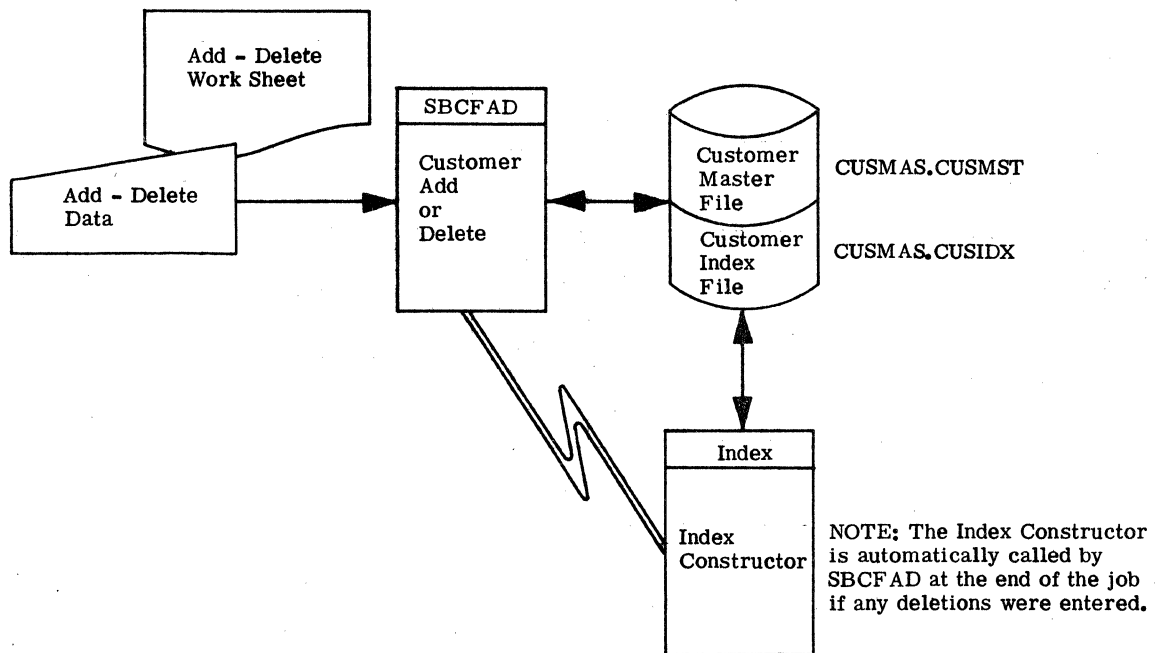 Add - Delete
Work Sheet
Add - Delete
Data
SBCFAD
Customer
Add
or
Delete
Customer
Master
File
CUSMAS.CUSMST
Customer
Index
File
CUSMAS.CUSIDX
Index
Index
Constructor
NOTE: The Index Constructor
is automatically called by
SBCFAD at the end of the job
if any deletions were entered.